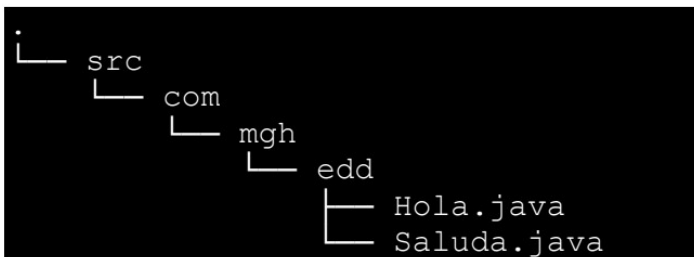 .
└── src
└── com
└── mgh
└── edd
├── Hola.java
└── Saluda.java